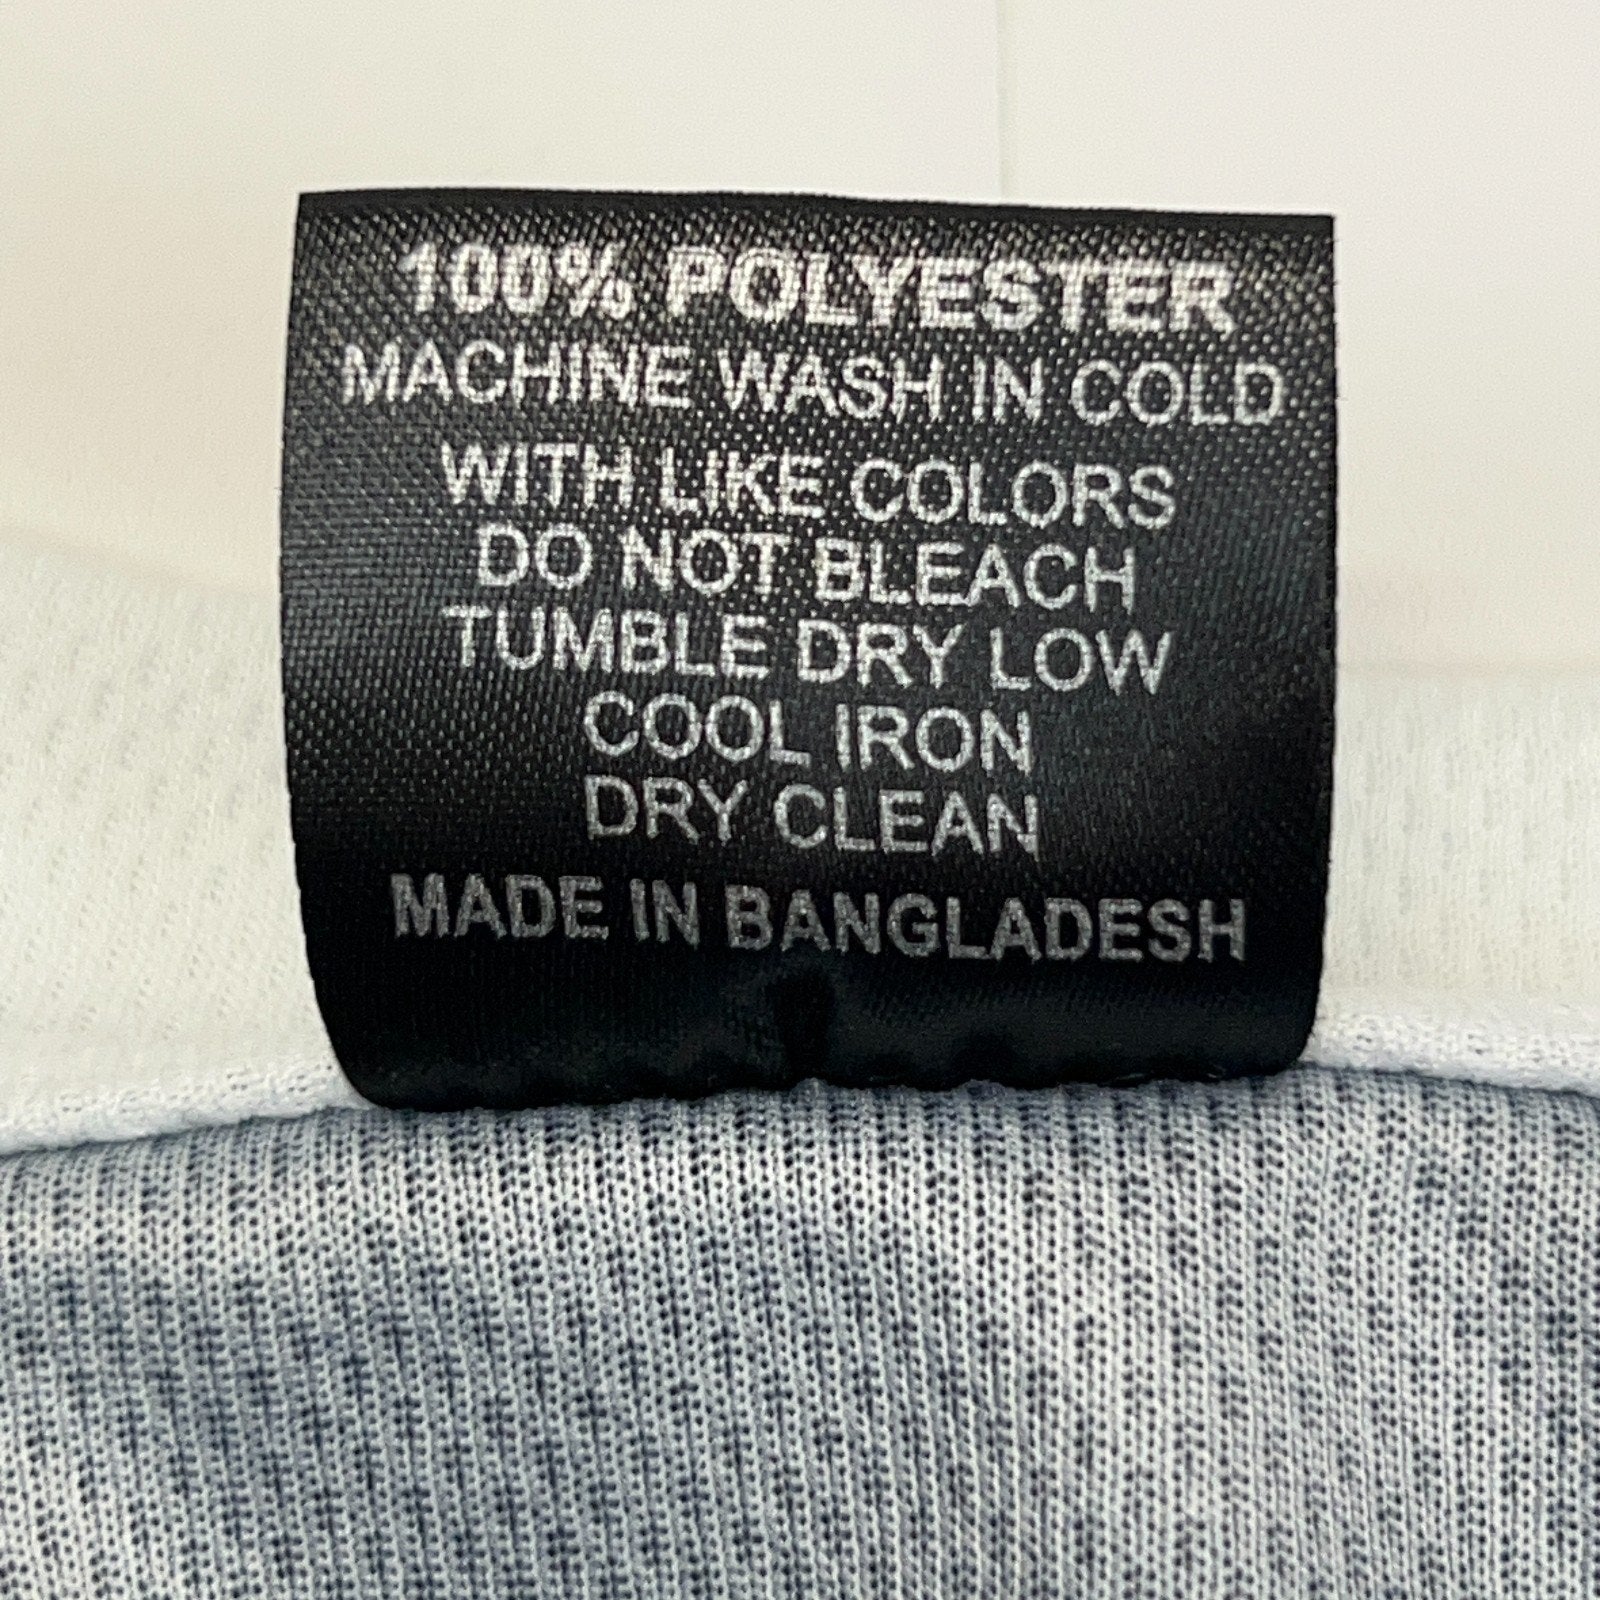 100% POLYESTER
MACHINE WASH IN COLD
WITH LIKE COLORS
DO NOT BLEACH
TUMBLE DRY LOW
COOL IRON
DRY CLEAN
MADE IN BANGLADESH